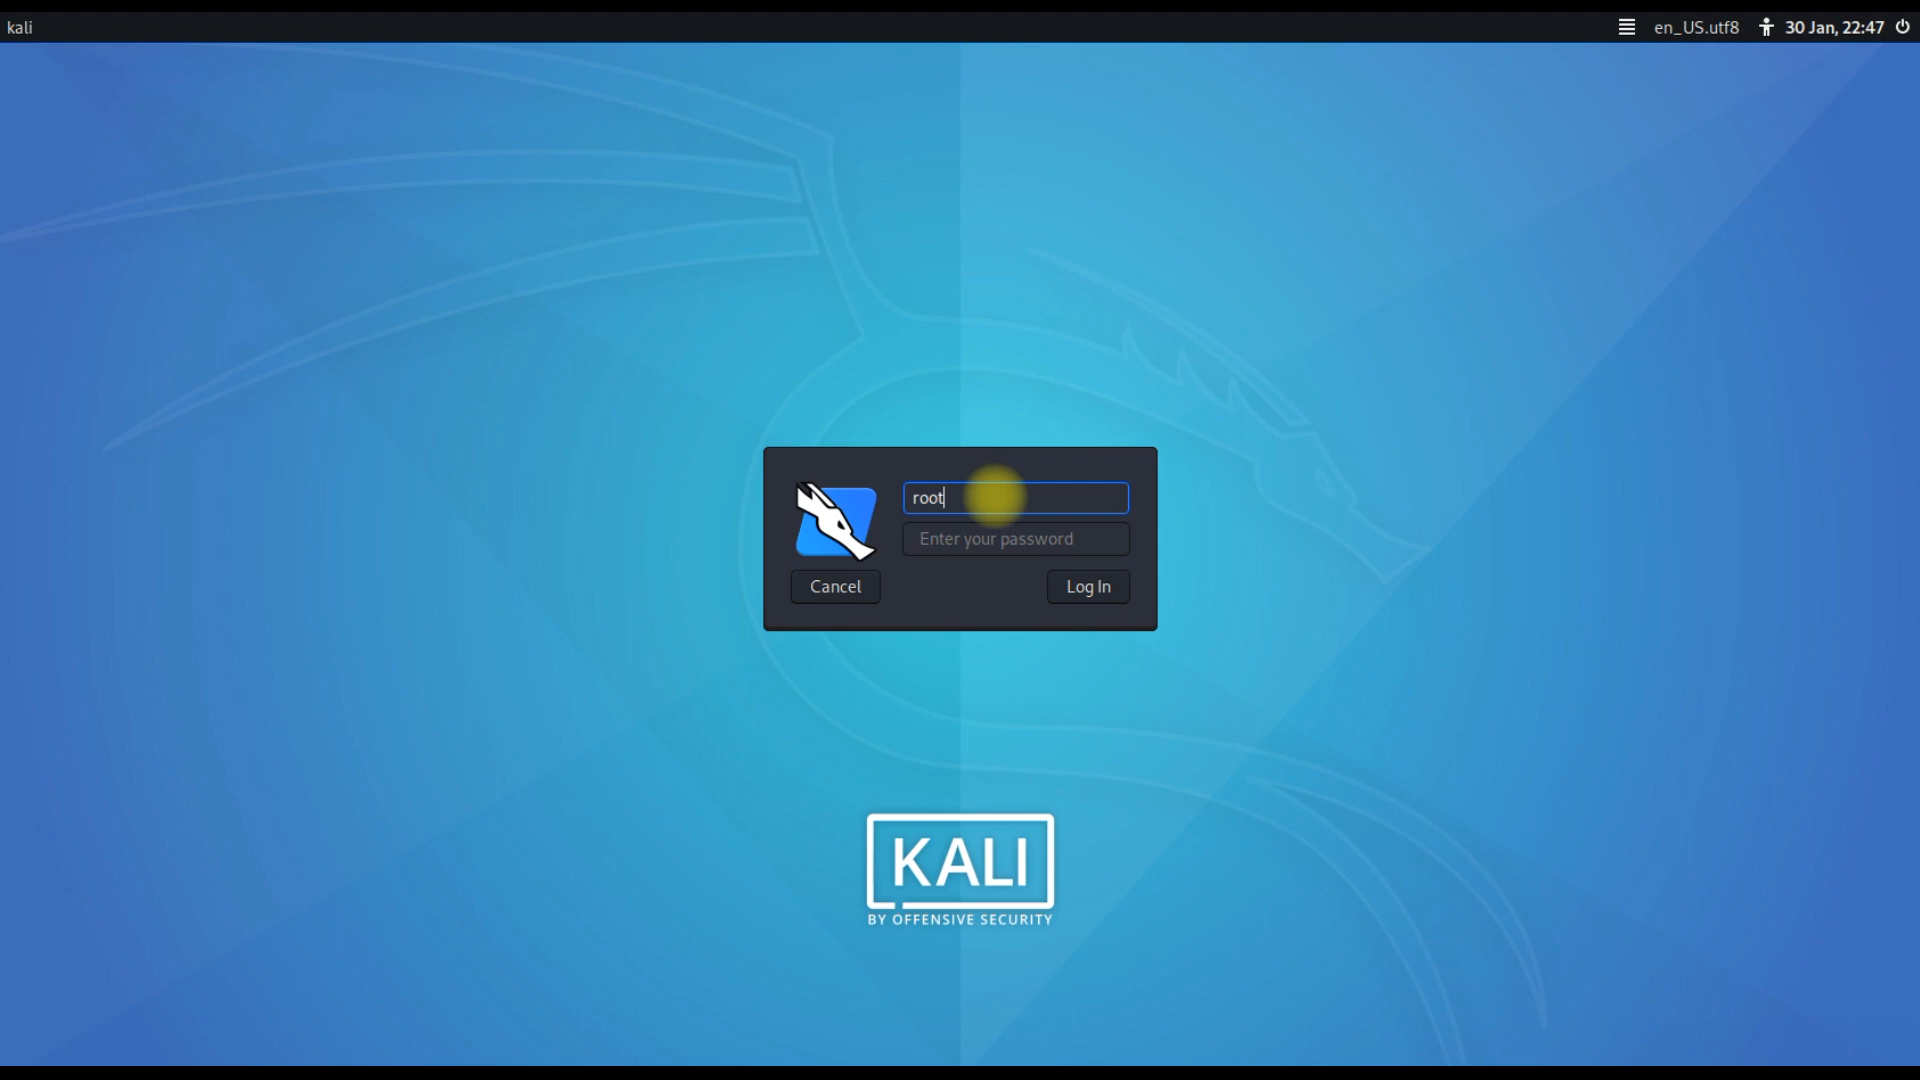 kali
en_US.utf8
30 Jan, 22:47
root
Enter your password
Cancel
Log In
KALI
BY OFFENSIVE SECURITY